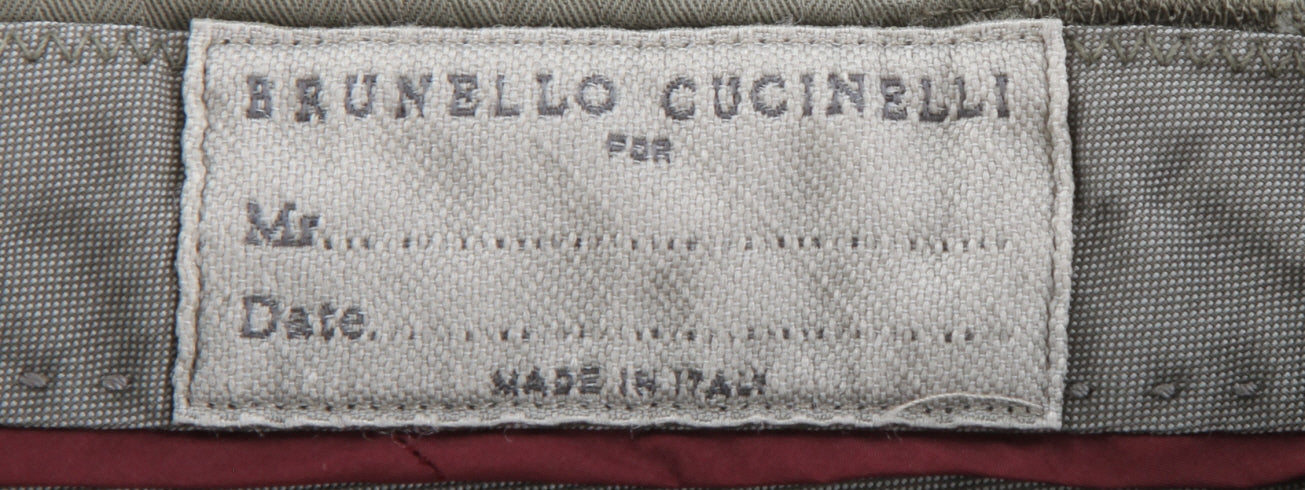 BRUNELLO CUCINELLI
FOR
Mr.............................................
Date...........................................
MADE IN ITALY